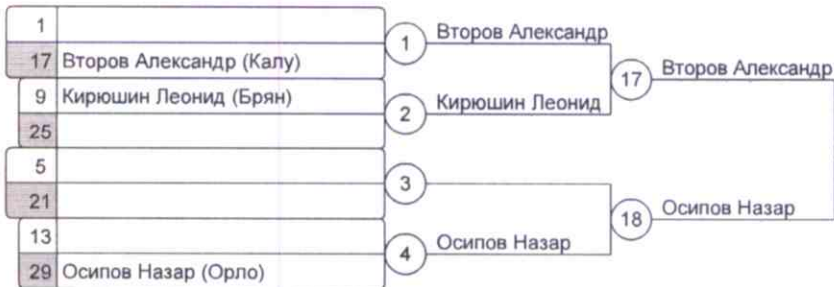 1
17 Второв Александр (Калу)
1
Второв Александр
9 Кирюшин Леонид (Брян)
25
2
Кирюшин Леонид
17
Второв Александр
5
21
3
13
29 Осипов Назар (Орло)
4
Осипов Назар
18
Осипов Назар